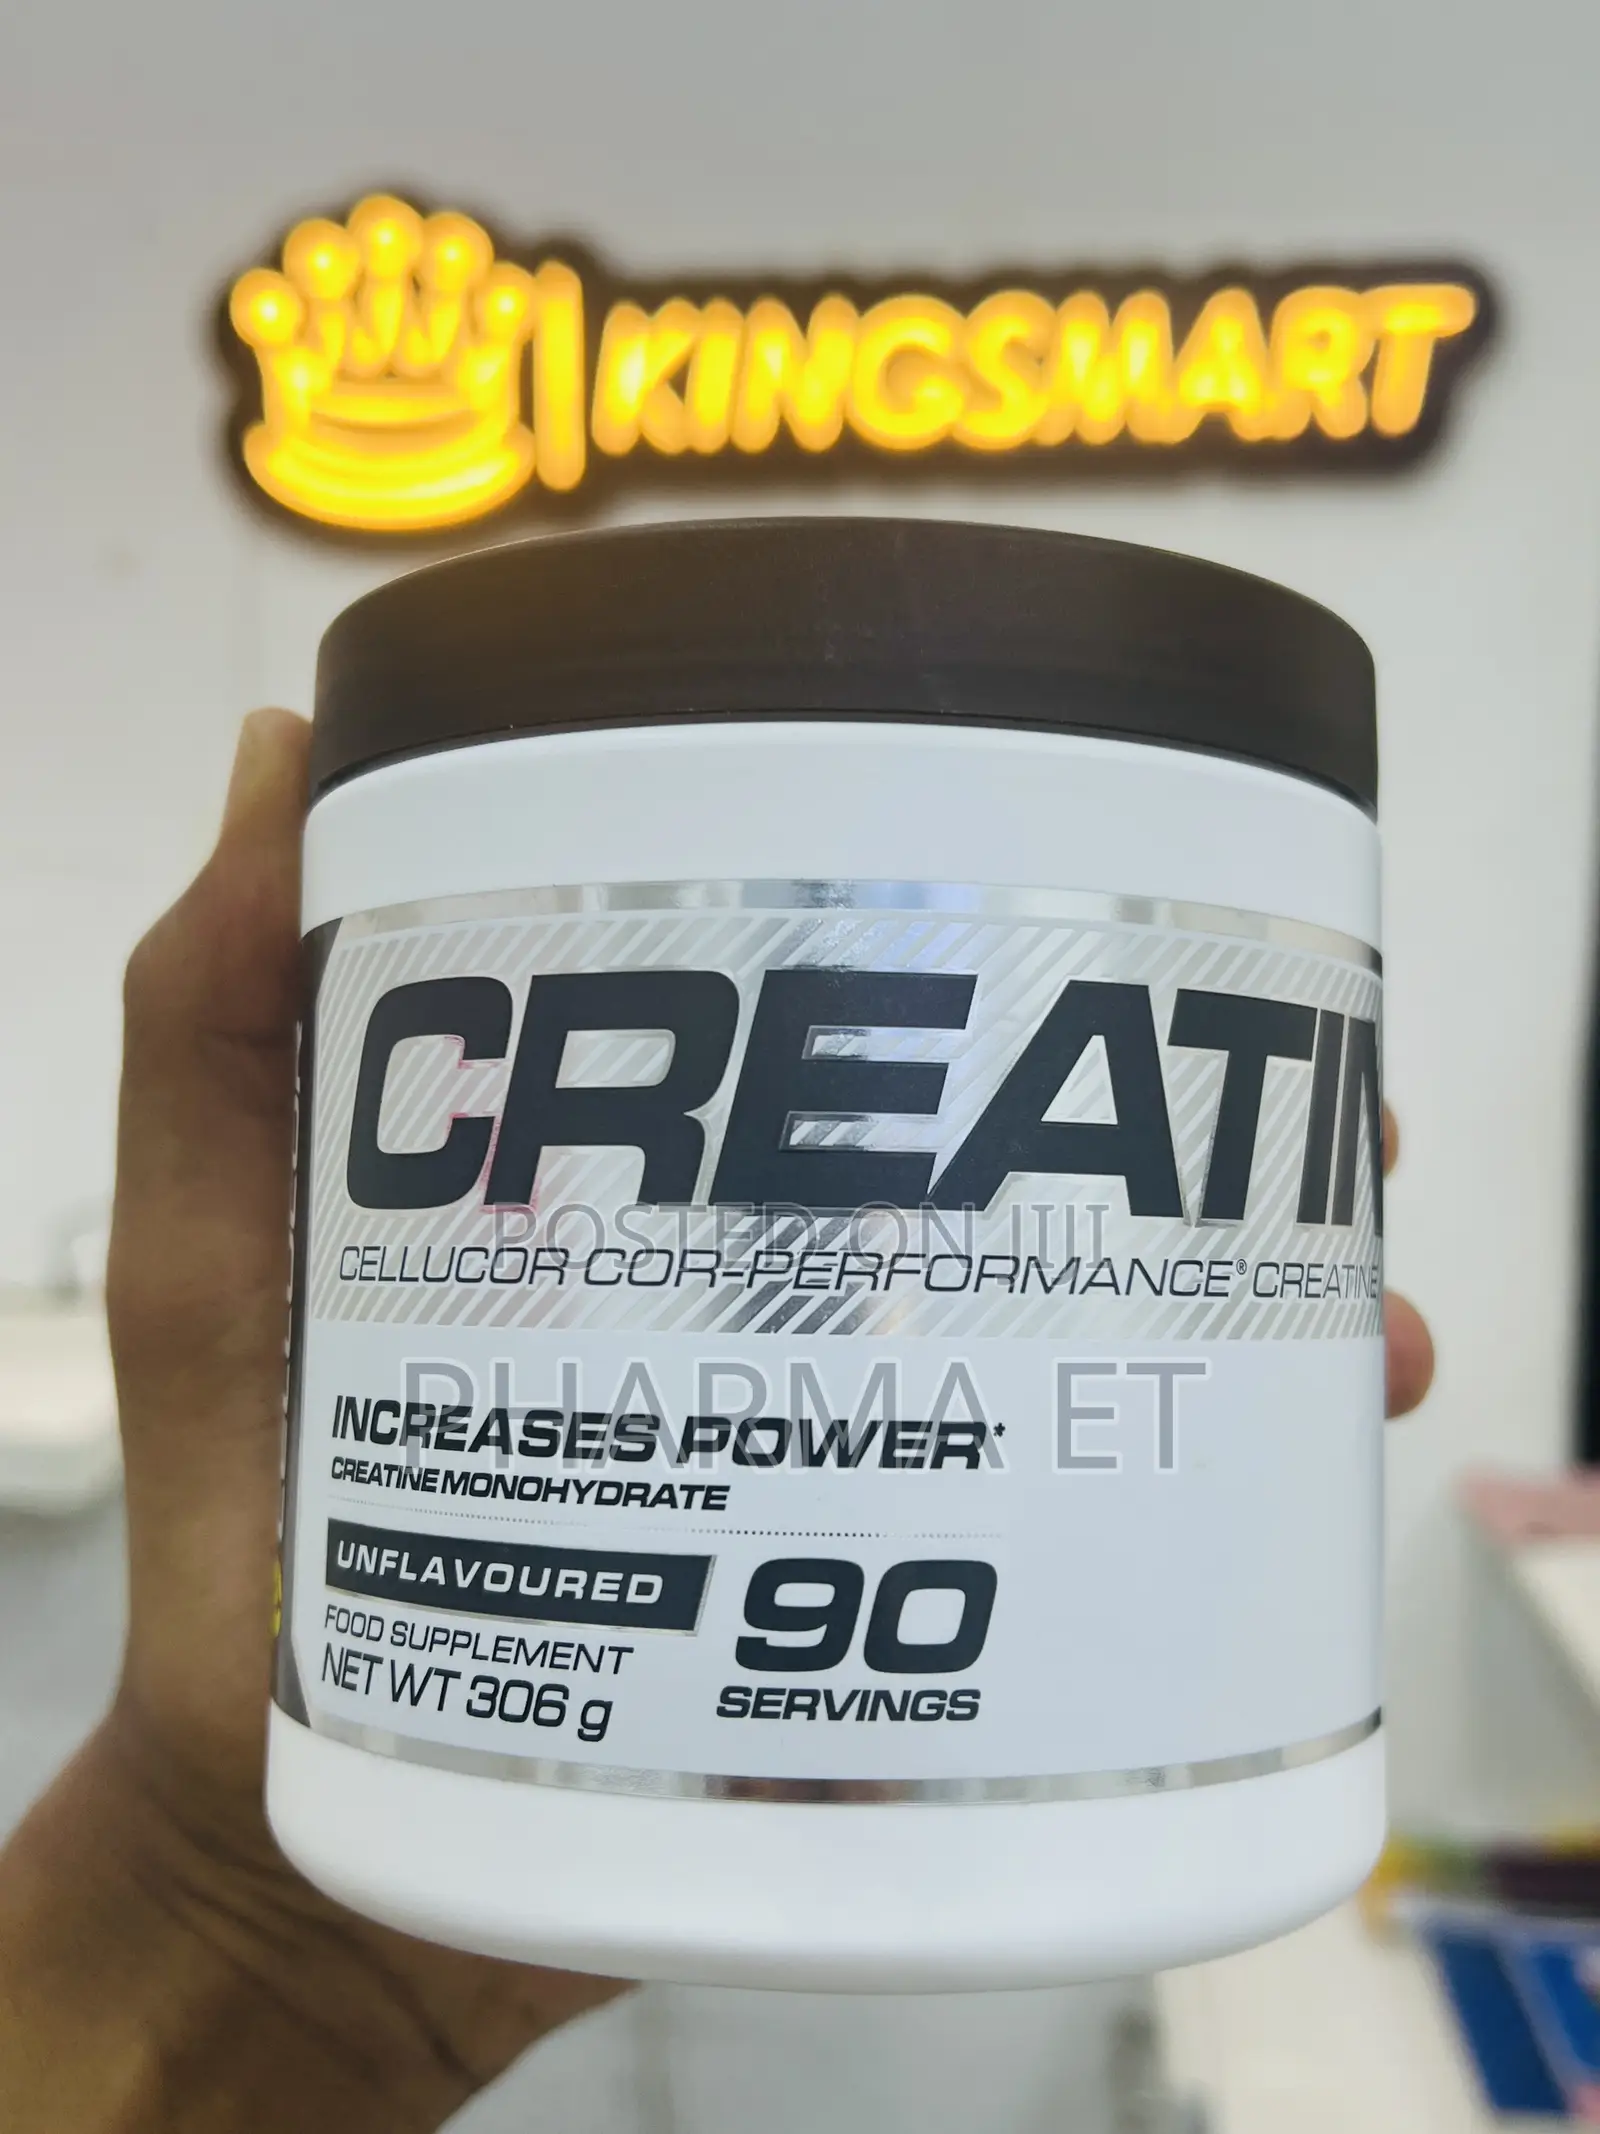 KINGSMART
CREATIN
CELLUCOR COR-PERFORMANCE® CREATINE
POSTED ON JIJI
PHARMA ET
INCREASES POWER*
CREATINE MONOHYDRATE
UNFLAVOURED
FOOD SUPPLEMENT
NET WT 306 g
90
SERVINGS